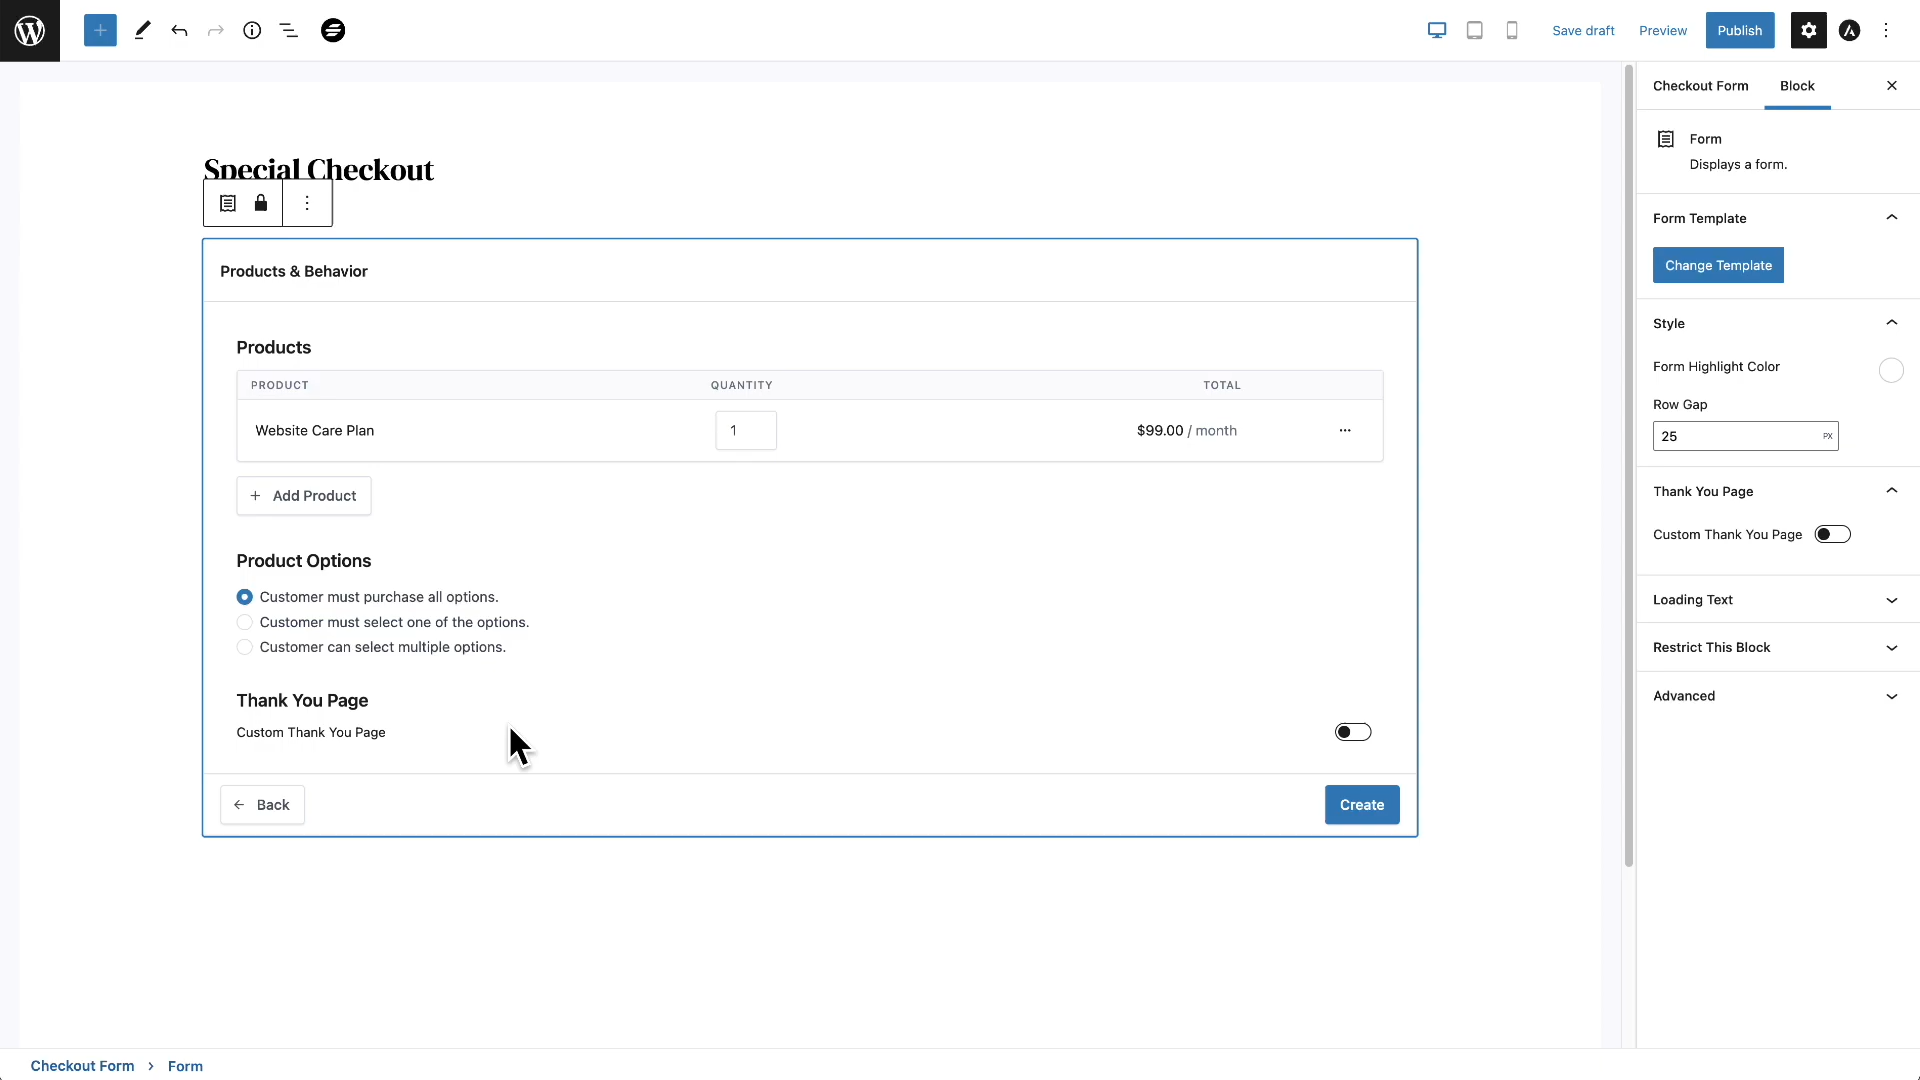 Save draft
Preview
Publish
Special Checkout
Products & Behavior
Products
PRODUCT QUANTITY TOTAL
Website Care Plan 1 $99.00 / month
+ Add Product
Product Options
Customer must purchase all options.
Customer must select one of the options.
Customer can select multiple options.
Thank You Page
Custom Thank You Page
Back
Create
Checkout Form Block
Form
Displays a form.
Form Template
Change Template
Style
Form Highlight Color
Row Gap
25 PX
Thank You Page
Custom Thank You Page
Loading Text
Restrict This Block
Advanced
Checkout Form > Form